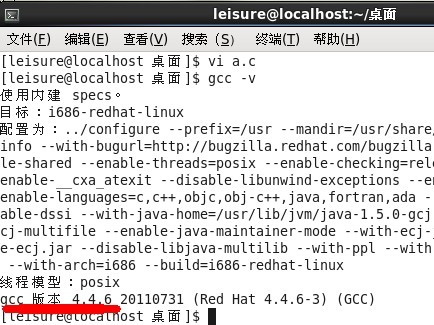 leisure@localhost:~/桌面
文件(F) 编辑(E) 查看(V) 搜索 (S) 终端(T) 帮助(H)
[leisure@localhost 桌面]$ vi a.c
[leisure@localhost 桌面]$ gcc -v
使用内建 specs。
目标：i686-redhat-linux
配置为：../configure --prefix=/usr --mandir=/usr/share/
info --with-bugurl=http://bugzilla.redhat.com/bugzilla
le-shared --enable-threads=posix --enable-checking=rele
enable-__cxa_atexit --disable-libunwind-exceptions --en
enable-languages=c,c++,objc,obj-c++,java,fortran,ada -
able-dssi --with-java-home=/usr/lib/jvm/java-1.5.0-gcj
cj-multifile --enable-java-maintainer-mode --with-ecj-
e-ecj.jar --disable-libjava-multilib --with-ppl --with
--with-arch=i686 --build=i686-redhat-linux
线程模型：posix
gcc 版本 4.4.6 20110731 (Red Hat 4.4.6-3) (GCC)
[leisure@localhost 桌面]$